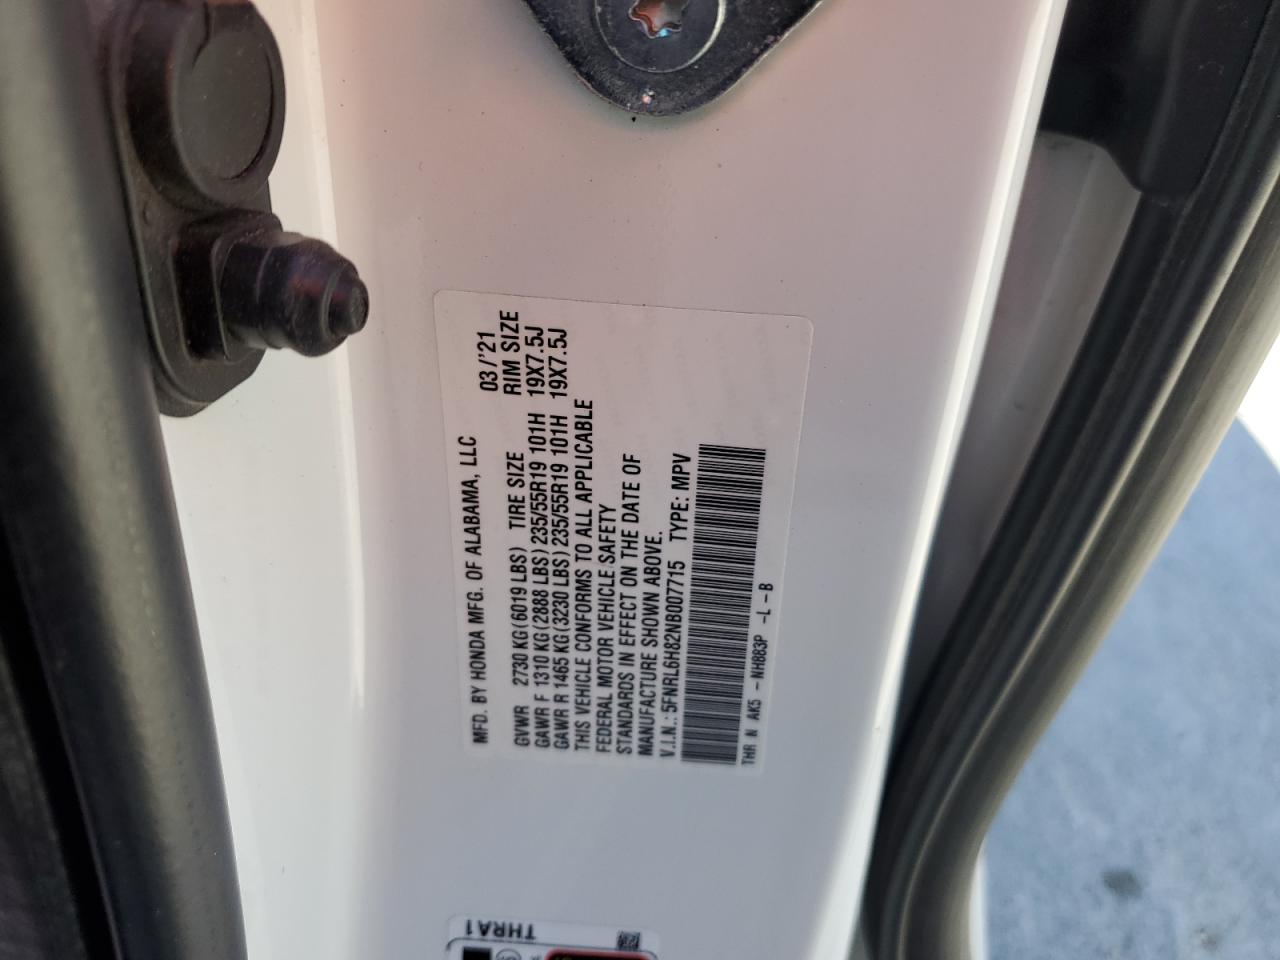 MFD. BY HONDA MFG. OF ALABAMA, LLC 03/'21
GVWR 2730 KG(6019 LBS) TIRE SIZE RIM SIZE
GAWR F 1310 KG(2888 LBS)235/55R19 101H 19X7.5J
GAWR R 1465 KG(3230 LBS)235/55R19 101H 19X7.5J
THIS VEHICLE CONFORMS TO ALL APPLICABLE
FEDERAL MOTOR VEHICLE SAFETY
STANDARDS IN EFFECT ON THE DATE OF
MANUFACTURE SHOWN ABOVE.
V.I.N.:5FNRL6H82NB007715 TYPE: MPV
THR N AK5 - NH883P -L-B
THRA1